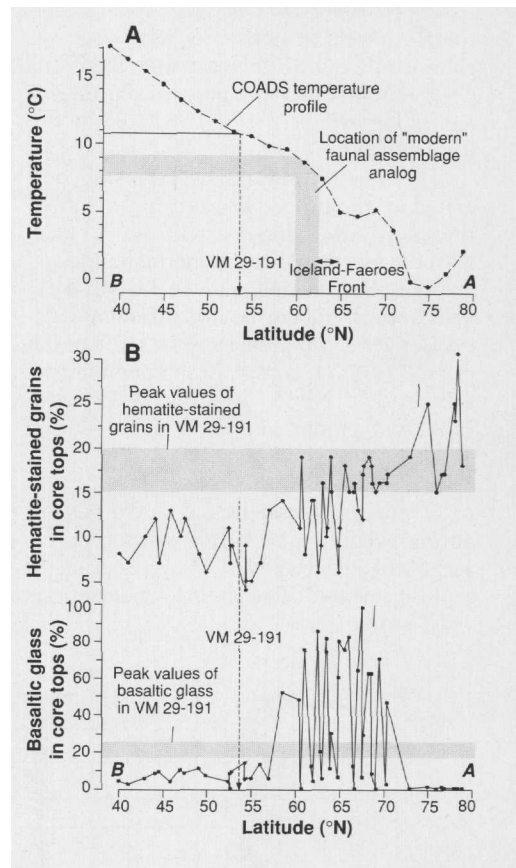 A
15
10
5
0
Temperature (°C)
COADS temperature
profile
Location of "modern"
faunal assemblage
analog
VM 29-191
Iceland-Faeroes
Front
B
A
40 45 50 55 60 65 70 75 80
Latitude (°N)
B
30
25
20
15
10
5
Hematite-stained grains
in core tops (%)
Peak values of
hematite-stained
grains in VM 29-191
100
80
60
40
20
0
Basaltic glass
in core tops (%)
VM 29-191
Peak values of
basaltic glass
in VM 29-191
B
A
40 45 50 55 60 65 70 75 80
Latitude (°N)